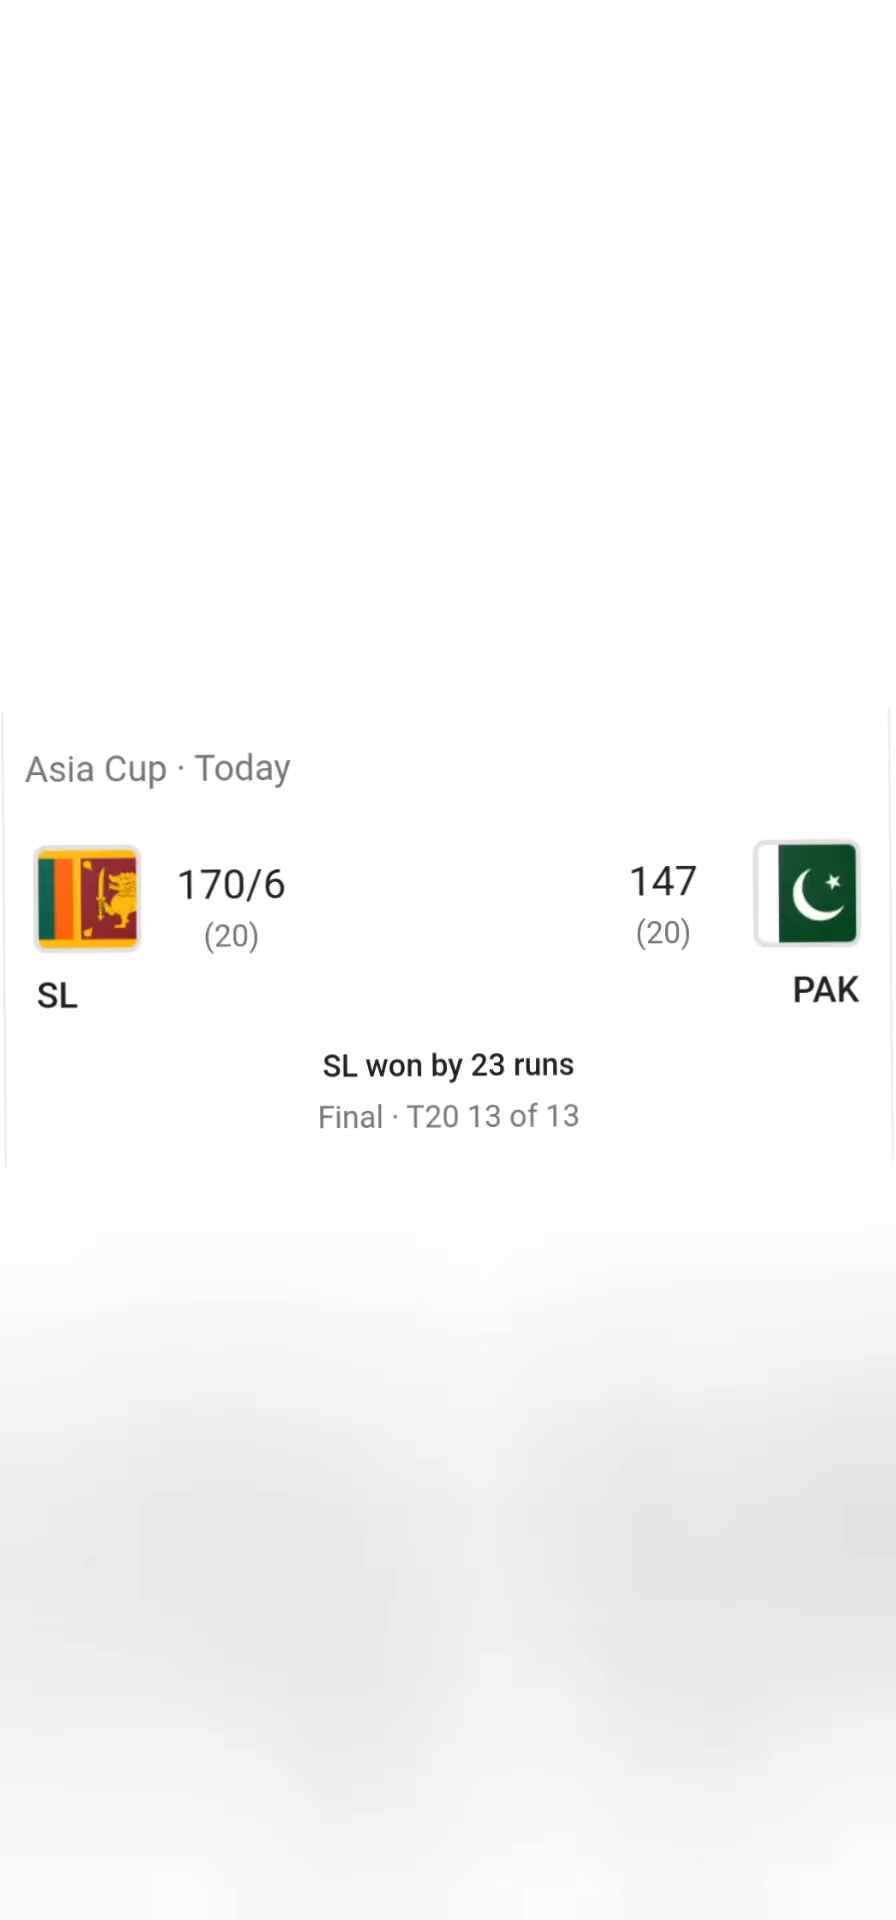 Asia Cup · Today
170/6
147
(20)
(20)
SL
PAK
SL won by 23 runs
Final · T20 13 of 13